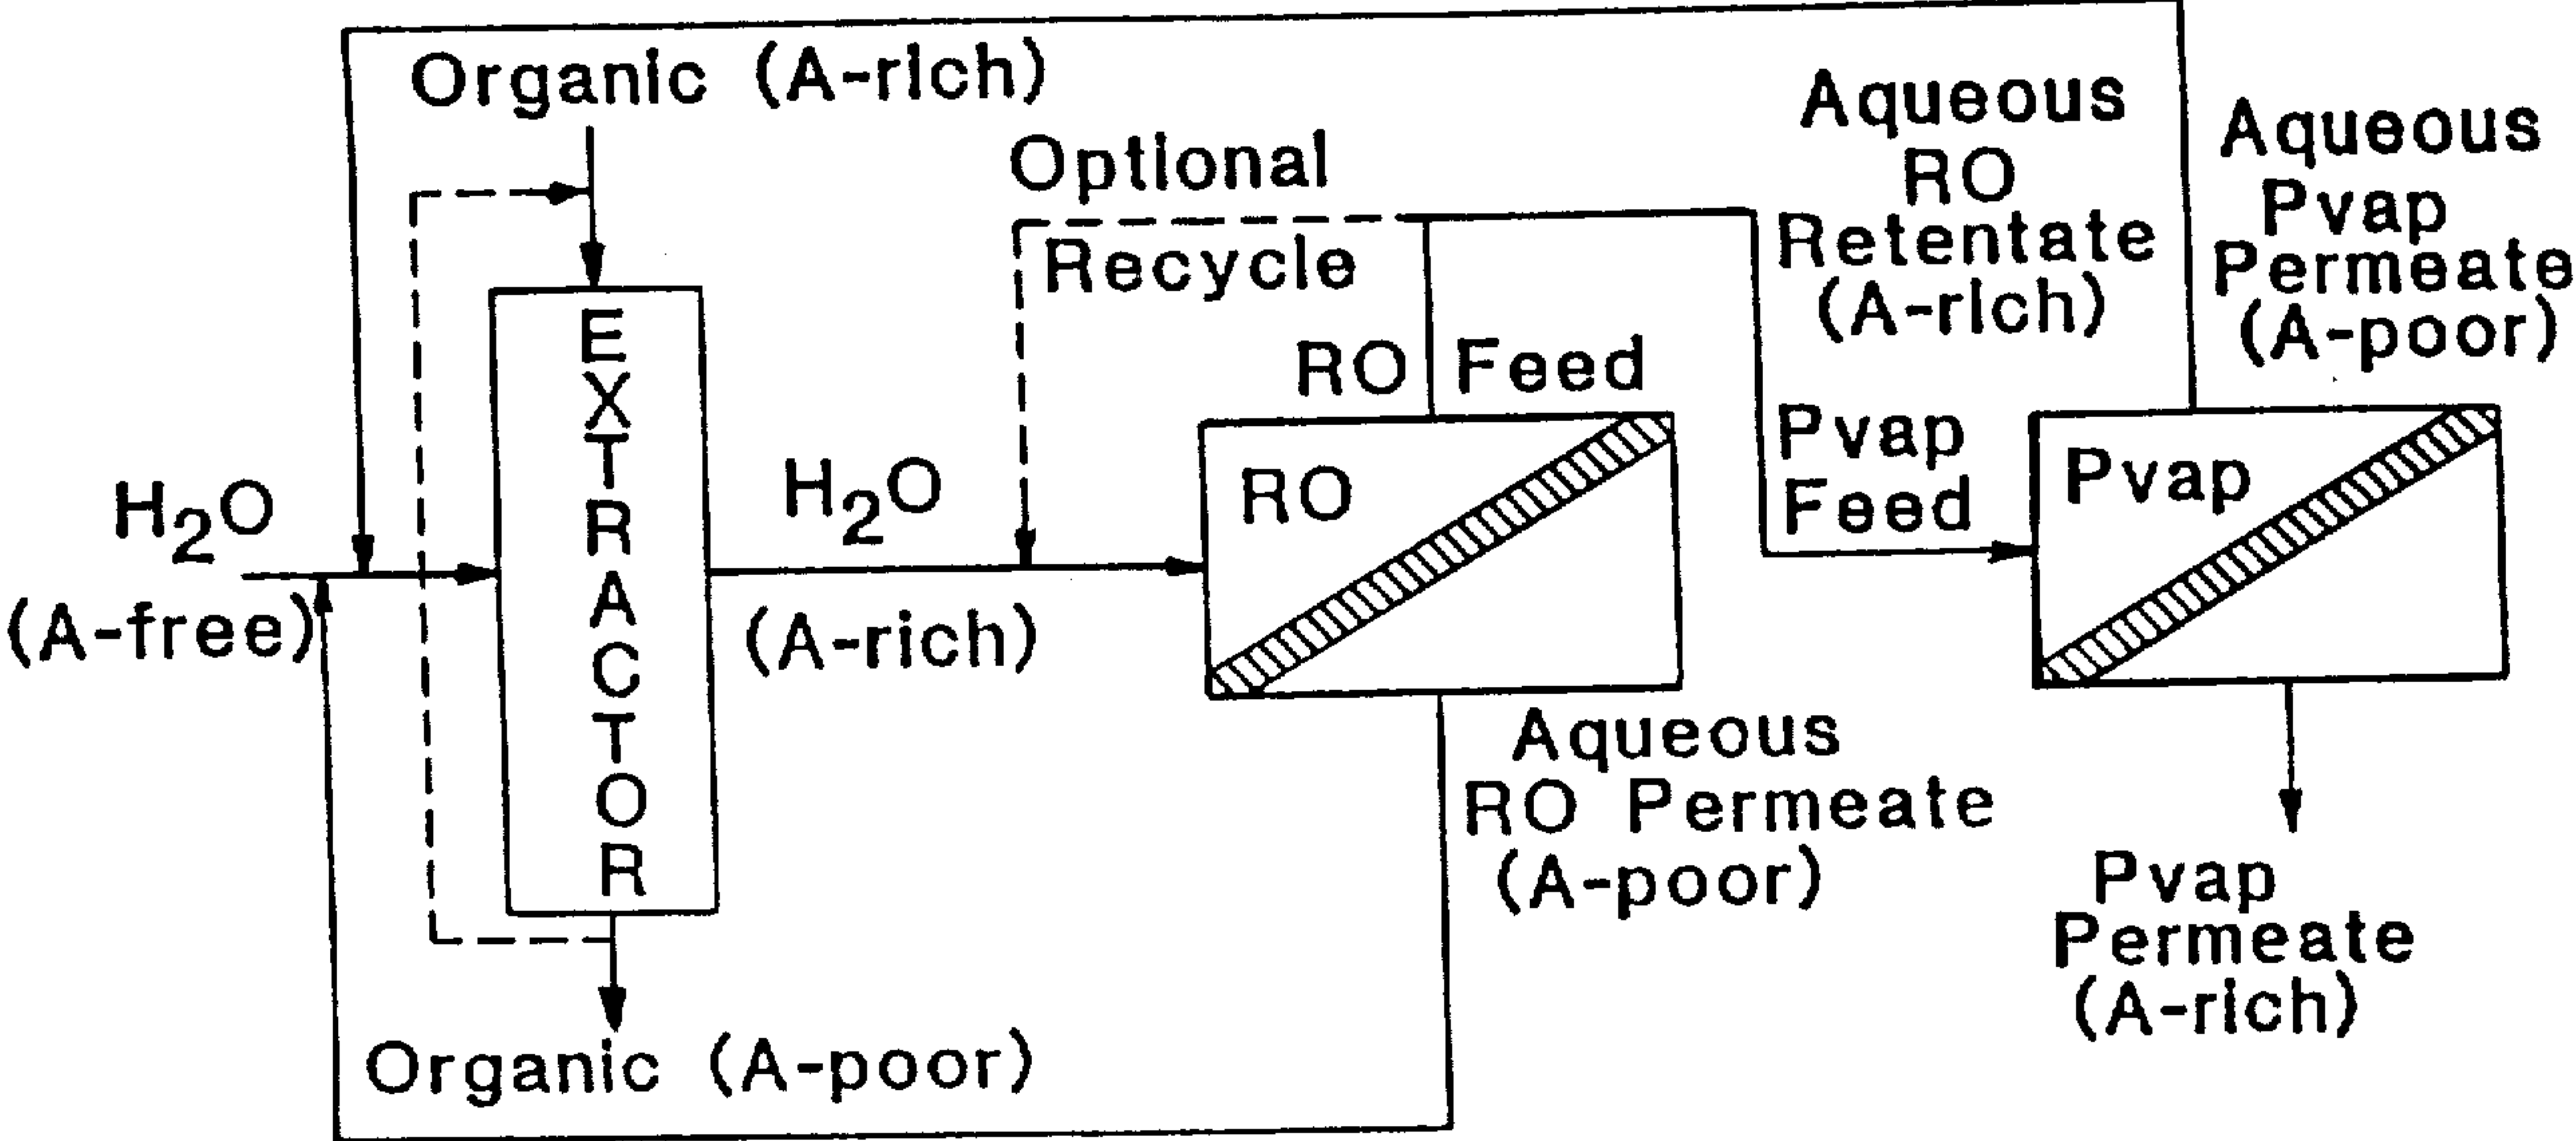 Organic (A-rich)
Optional
Recycle
Aqueous
RO
Retentate
(A-rich)
Aqueous
Pvap
Permeate
(A-poor)
EXTRACTOR
RO Feed
Pvap
Feed
H₂O
(A-free)
H₂O
(A-rich)
RO
Pvap
Aqueous
RO Permeate
(A-poor)
Pvap
Permeate
(A-rich)
Organic (A-poor)